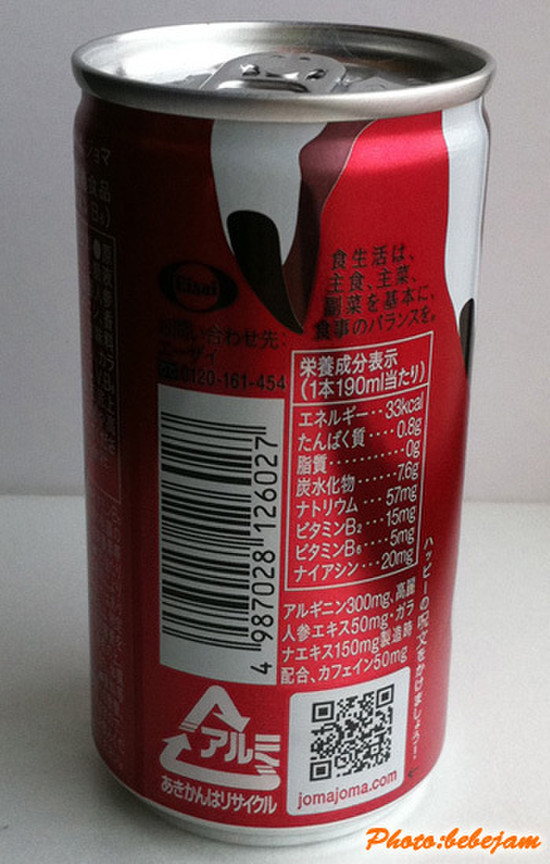 食生活は、
主食、主菜、
副菜を基本に、
食事のバランスを。
Eisai
お問い合わせ先:
エーザイ
0120-161-454
栄養成分表示
(1本190ml当たり)
エネルギー‥33kcal
たんぱく質‥‥0.8g
脂質‥‥‥‥‥0g
炭水化物‥‥‥7.6g
ナトリウム‥‥57mg
ビタミンB2‥‥15mg
ビタミンB6‥‥5mg
ナイアシン‥‥20mg
アルギニン300mg、高麗
人参エキス50mg・ガラ
ナエキス150mg製造時
配合、カフェイン50mg
ハッピーの呪文をかけましょう!
4 987028 126027
アルミ
あきかんはリサイクル
jomajoma.com
Photo:bebejam